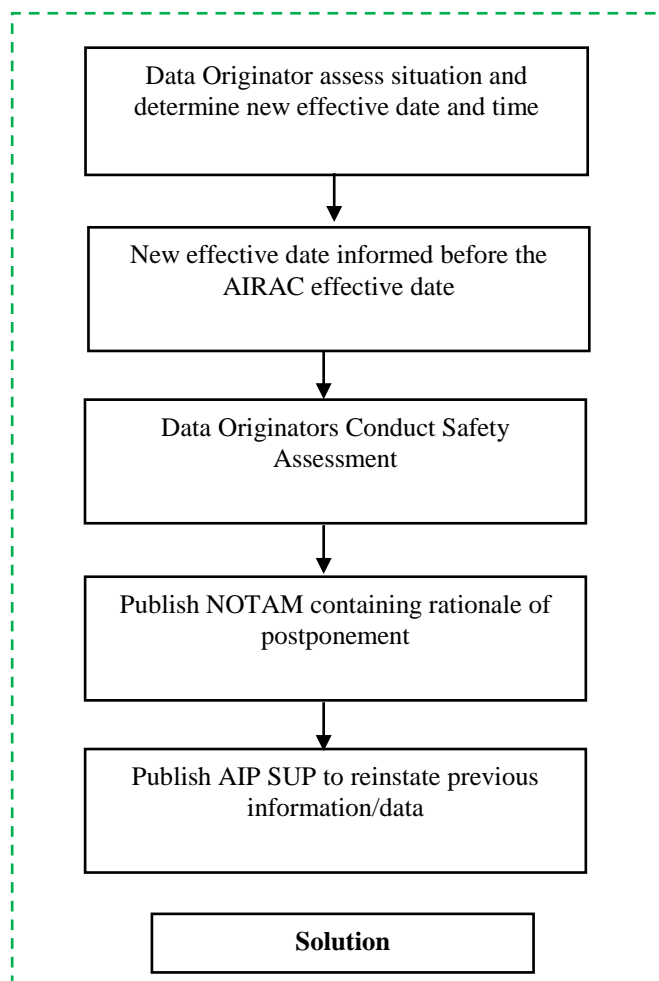 Data Originator assess situation and
determine new effective date and time
New effective date informed before the
AIRAC effective date
Data Originators Conduct Safety
Assessment
Publish NOTAM containing rationale of
postponement
Publish AIP SUP to reinstate previous
information/data
Solution